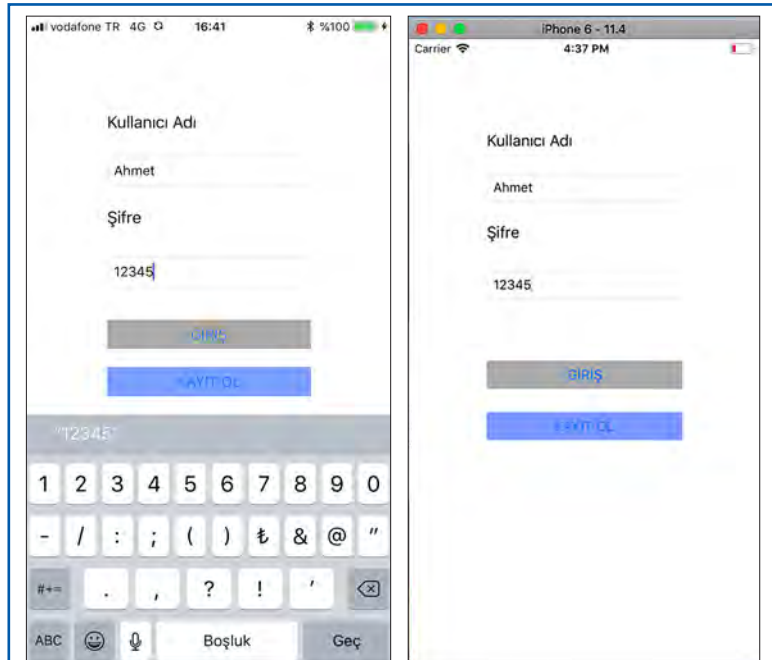 vodafone TR 4G 16:41 %100
Kullanıcı Adı
Ahmet
Şifre
12345
GİRİŞ
KAYIT OL
"12345"
1 2 3 4 5 6 7 8 9 0
- / : ; ( ) ₺ & @ "
#+= . , ? ! ' 
ABC Boşluk Geç
iPhone 6 - 11.4
Carrier 4:37 PM
Kullanıcı Adı
Ahmet
Şifre
12345
GİRİŞ
KAYIT OL